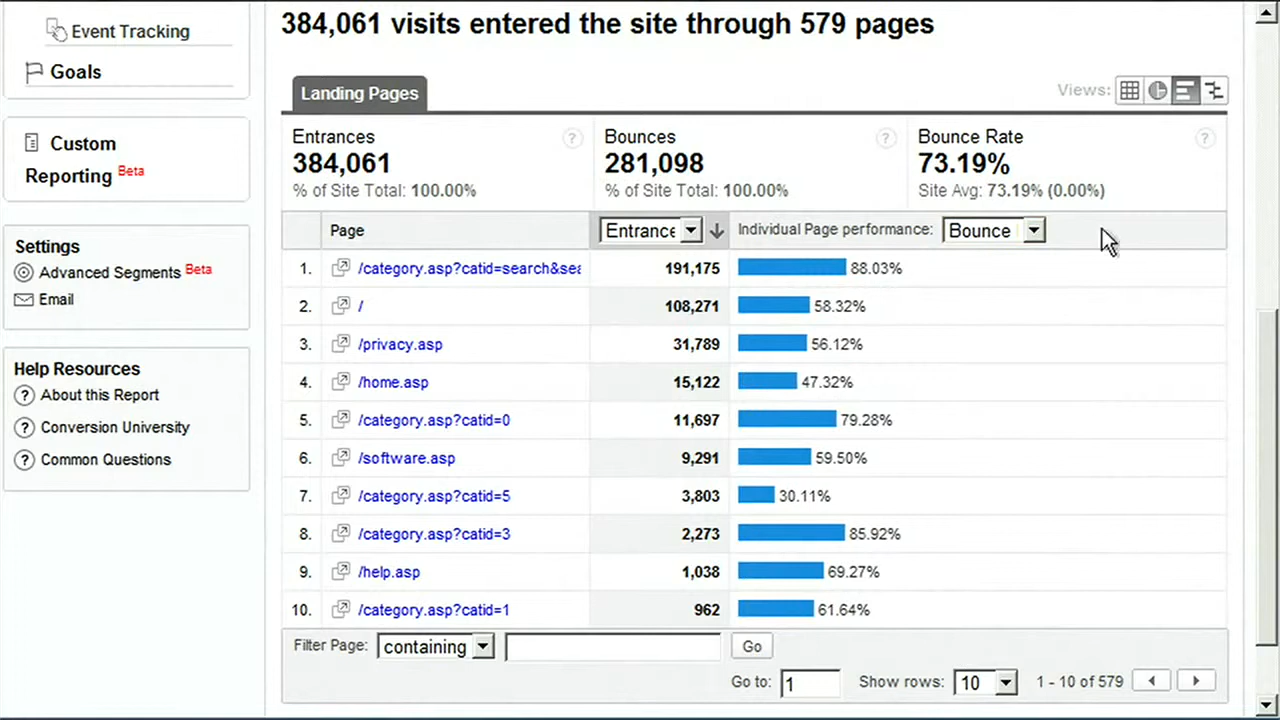 Event Tracking
Goals
Custom
Reporting Beta
Settings
Advanced Segments Beta
Email
Help Resources
? About this Report
? Conversion University
? Common Questions
384,061 visits entered the site through 579 pages
Landing Pages
Views:
Entrances ?
384,061
% of Site Total: 100.00%
Bounces ?
281,098
% of Site Total: 100.00%
Bounce Rate ?
73.19%
Site Avg: 73.19% (0.00%)
Page Entrance Individual Page performance: Bounce
1. /category.asp?catid=search&sea 191,175 88.03%
2. / 108,271 58.32%
3. /privacy.asp 31,789 56.12%
4. /home.asp 15,122 47.32%
5. /category.asp?catid=0 11,697 79.28%
6. /software.asp 9,291 59.50%
7. /category.asp?catid=5 3,803 30.11%
8. /category.asp?catid=3 2,273 85.92%
9. /help.asp 1,038 69.27%
10. /category.asp?catid=1 962 61.64%
Filter Page: containing Go
Go to: 1 Show rows: 10 1 - 10 of 579